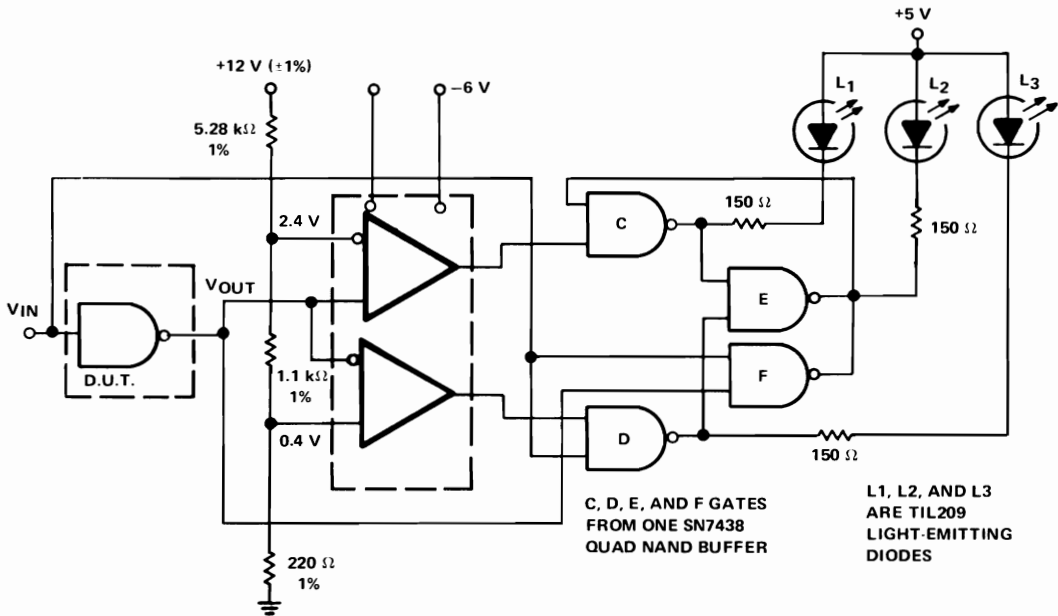 +5 V
+12 V (±1%)
−6 V
L1
L2
L3
5.28 kΩ
1%
150 Ω
150 Ω
2.4 V
C
VIN
VOUT
E
D.U.T.
1.1 kΩ
1%
F
0.4 V
D
150 Ω
220 Ω
1%
C, D, E, AND F GATES
FROM ONE SN7438
QUAD NAND BUFFER
L1, L2, AND L3
ARE TIL209
LIGHT-EMITTING
DIODES